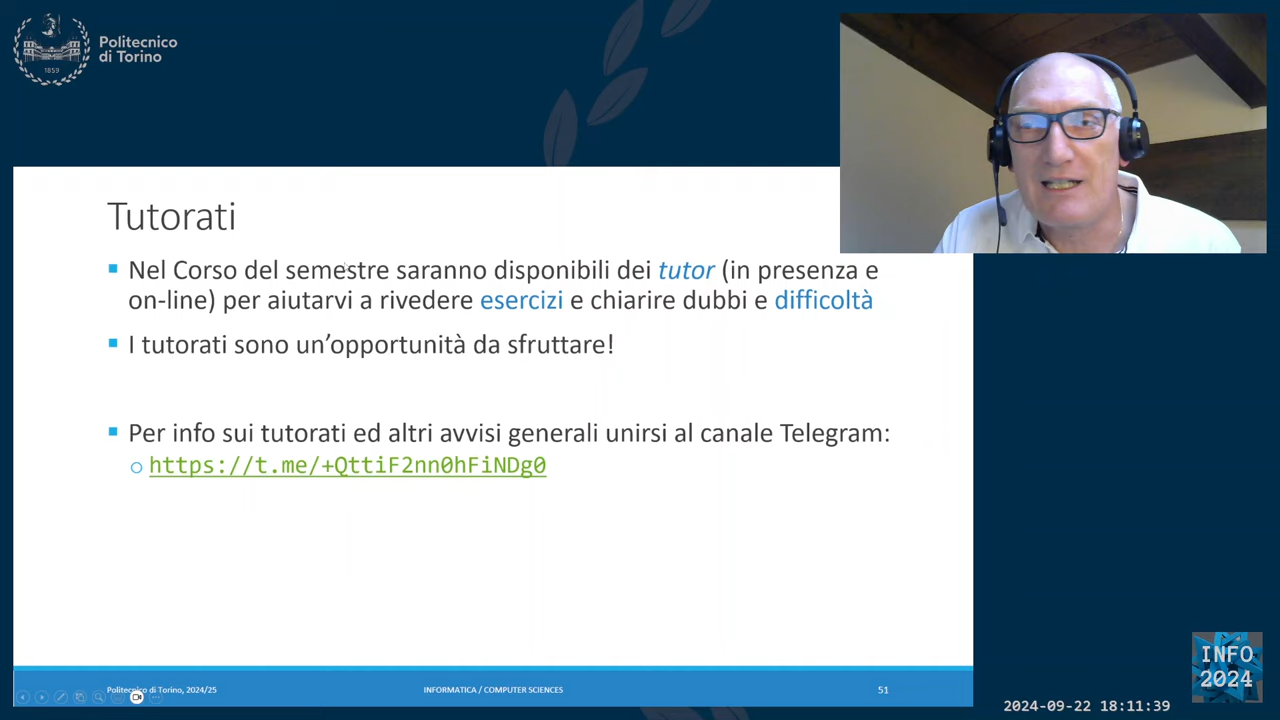 Politecnico
di Torino
1859
Tutorati
Nel Corso del semestre saranno disponibili dei tutor (in presenza e
on-line) per aiutarvi a rivedere esercizi e chiarire dubbi e difficoltà
I tutorati sono un’opportunità da sfruttare!
Per info sui tutorati ed altri avvisi generali unirsi al canale Telegram:
https://t.me/+QttiF2nn0hFiNDg0
Politecnico di Torino, 2024/25
INFORMATICA / COMPUTER SCIENCES
51
INFO
2024
2024-09-22 18:11:39